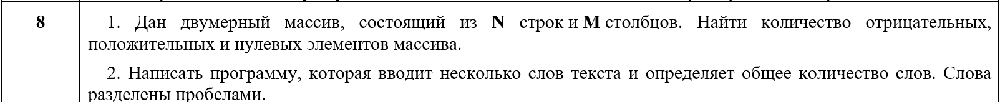 8
1. Дан двумерный массив, состоящий из N строк и M столбцов. Найти количество отрицательных,
положительных и нулевых элементов массива.
2. Написать программу, которая вводит несколько слов текста и определяет общее количество слов. Слова
разделены пробелами.